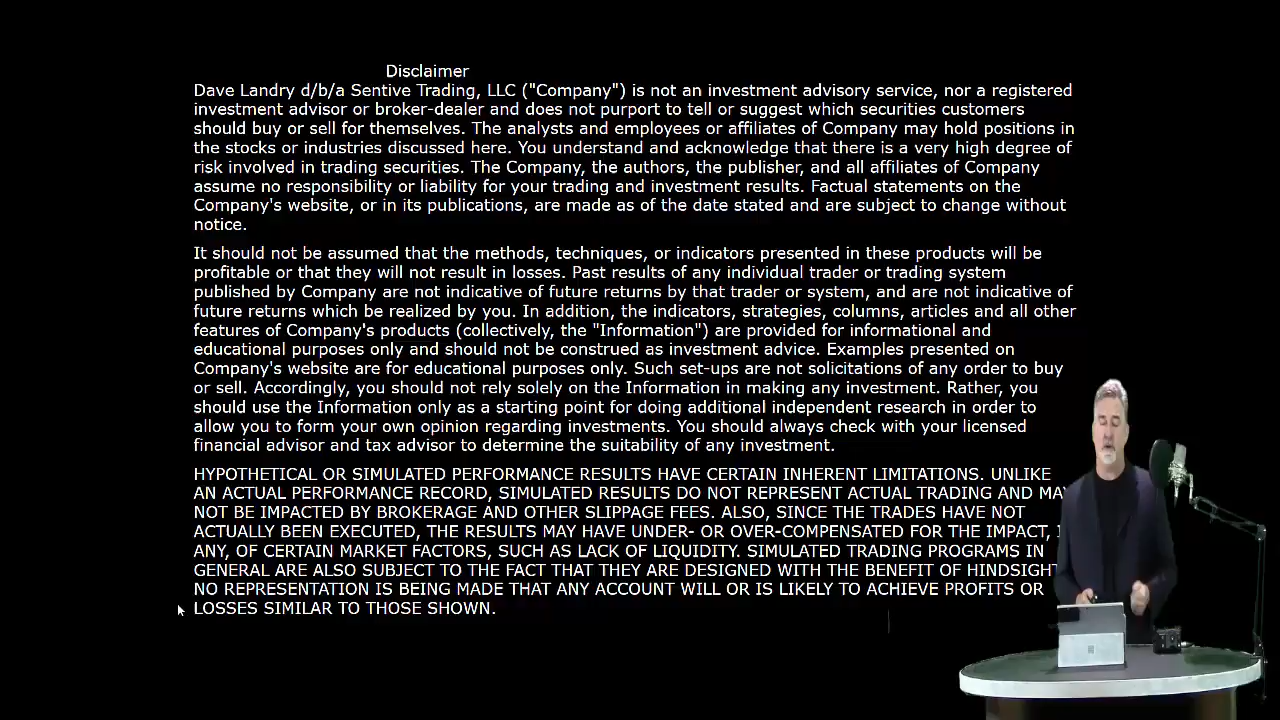 Disclaimer
Dave Landry d/b/a Sentive Trading, LLC ("Company") is not an investment advisory service, nor a registered
investment advisor or broker-dealer and does not purport to tell or suggest which securities customers
should buy or sell for themselves. The analysts and employees or affiliates of Company may hold positions in
the stocks or industries discussed here. You understand and acknowledge that there is a very high degree of
risk involved in trading securities. The Company, the authors, the publisher, and all affiliates of Company
assume no responsibility or liability for your trading and investment results. Factual statements on the
Company's website, or in its publications, are made as of the date stated and are subject to change without
notice.
It should not be assumed that the methods, techniques, or indicators presented in these products will be
profitable or that they will not result in losses. Past results of any individual trader or trading system
published by Company are not indicative of future returns by that trader or system, and are not indicative of
future returns which be realized by you. In addition, the indicators, strategies, columns, articles and all other
features of Company's products (collectively, the "Information") are provided for informational and
educational purposes only and should not be construed as investment advice. Examples presented on
Company's website are for educational purposes only. Such set-ups are not solicitations of any order to buy
or sell. Accordingly, you should not rely solely on the Information in making any investment. Rather, you
should use the Information only as a starting point for doing additional independent research in order to
allow you to form your own opinion regarding investments. You should always check with your licensed
financial advisor and tax advisor to determine the suitability of any investment.
HYPOTHETICAL OR SIMULATED PERFORMANCE RESULTS HAVE CERTAIN INHERENT LIMITATIONS. UNLIKE
AN ACTUAL PERFORMANCE RECORD, SIMULATED RESULTS DO NOT REPRESENT ACTUAL TRADING AND MAY
NOT BE IMPACTED BY BROKERAGE AND OTHER SLIPPAGE FEES. ALSO, SINCE THE TRADES HAVE NOT
ACTUALLY BEEN EXECUTED, THE RESULTS MAY HAVE UNDER- OR OVER-COMPENSATED FOR THE IMPACT,
ANY, OF CERTAIN MARKET FACTORS, SUCH AS LACK OF LIQUIDITY. SIMULATED TRADING PROGRAMS IN
GENERAL ARE ALSO SUBJECT TO THE FACT THAT THEY ARE DESIGNED WITH THE BENEFIT OF HINDSIGHT
NO REPRESENTATION IS BEING MADE THAT ANY ACCOUNT WILL OR IS LIKELY TO ACHIEVE PROFITS OR
LOSSES SIMILAR TO THOSE SHOWN.